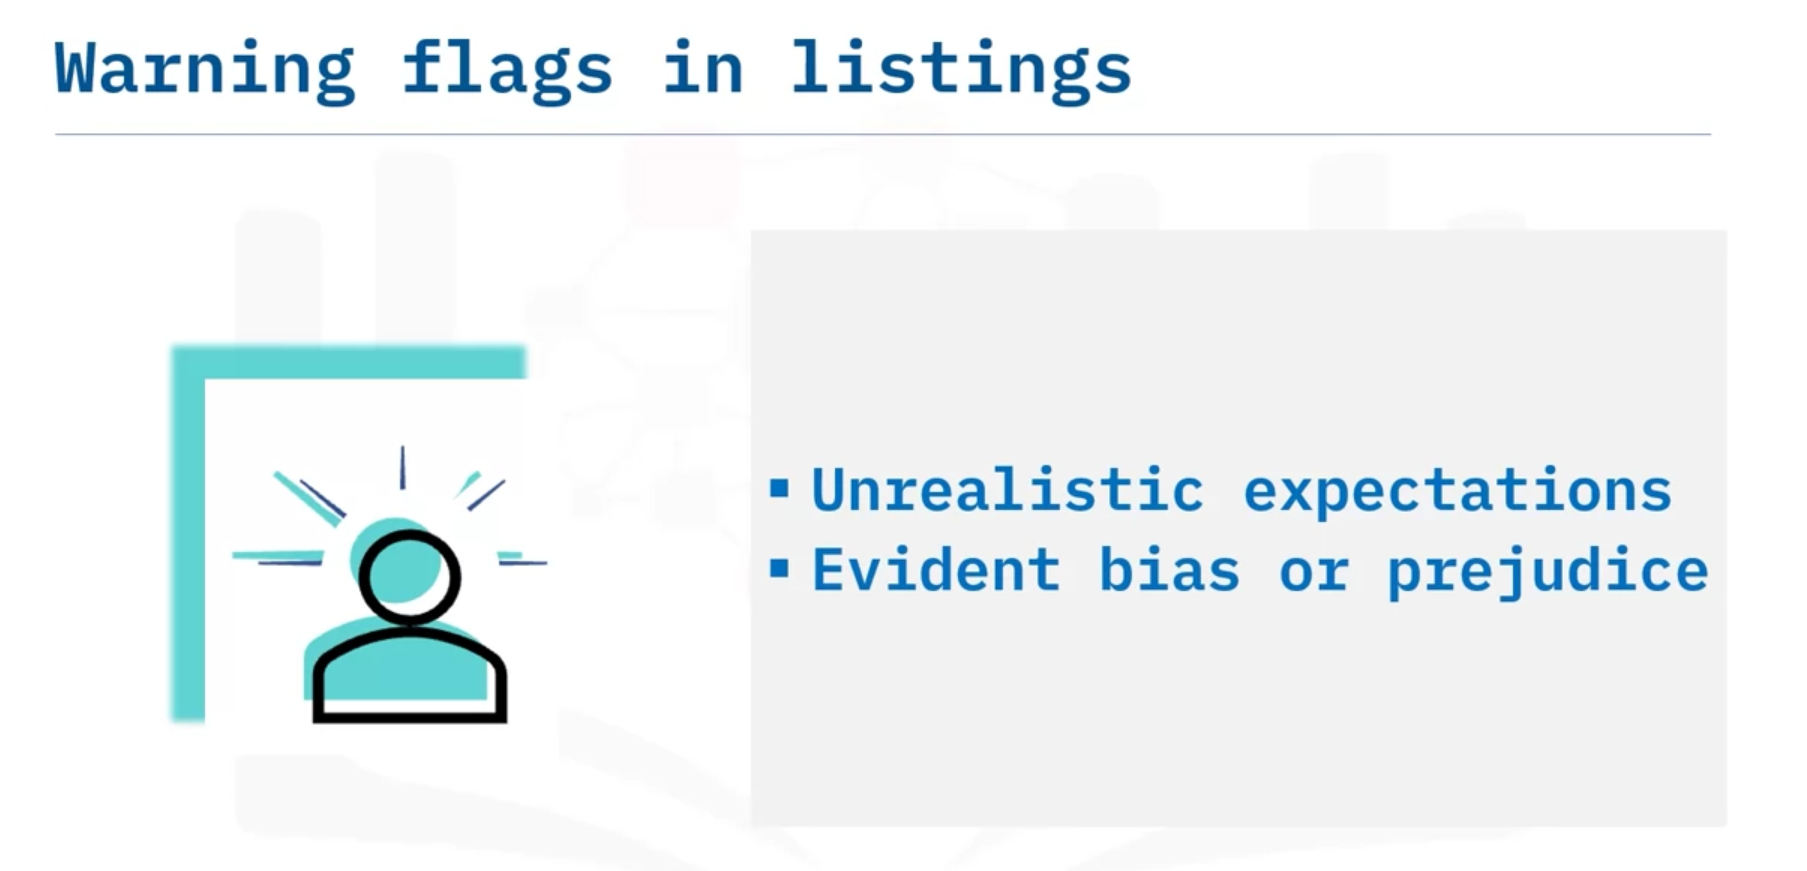 Warning flags in listings
▪ Unrealistic expectations
▪ Evident bias or prejudice